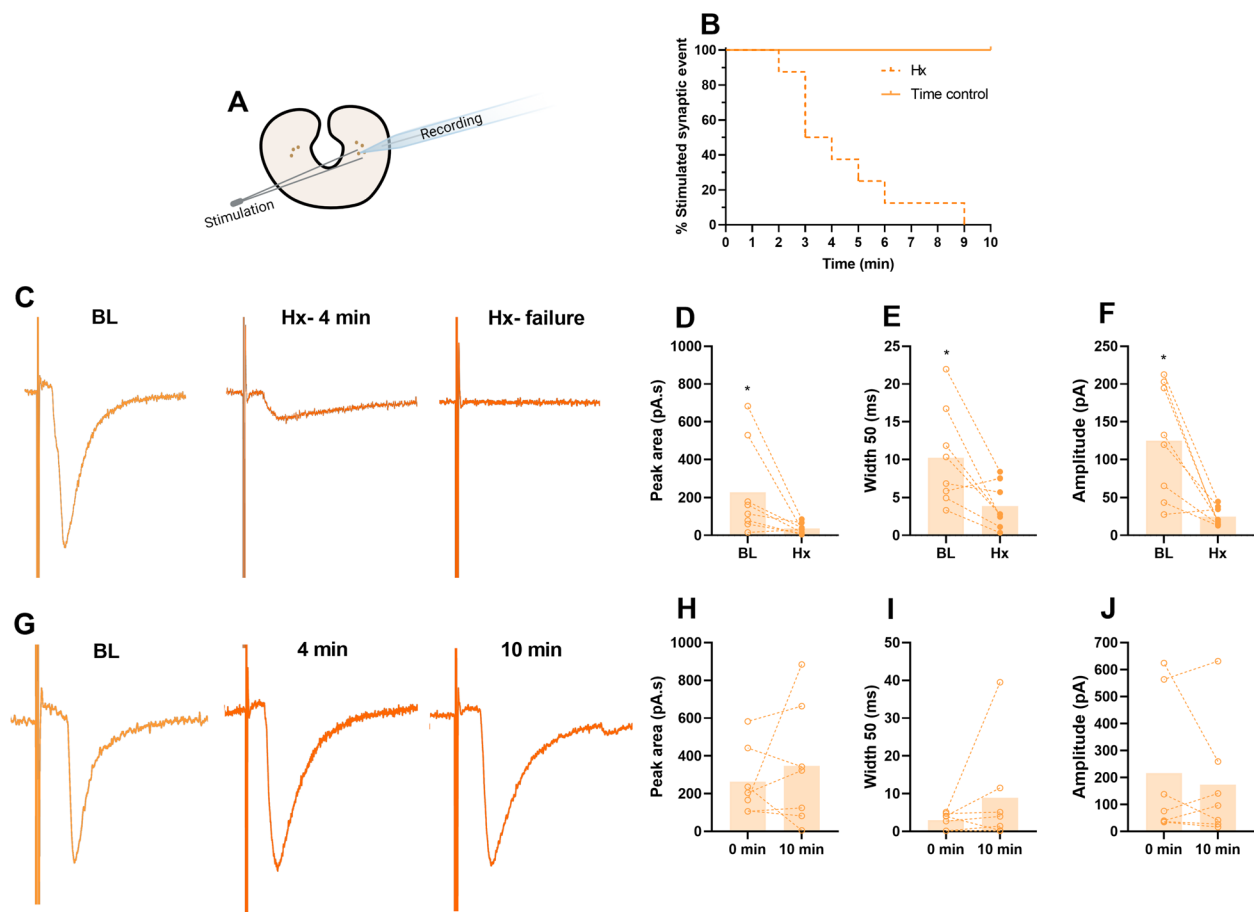 A
Recording
Stimulation
B
% Stimulated synaptic event
100
80
60
40
20
0
Hx
Time control
0 1 2 3 4 5 6 7 8 9 10
Time (min)
C
BL
Hx- 4 min
Hx- failure
D
Peak area (pA.s)
1000
800
600
400
200
0
*
BL Hx
E
Width 50 (ms)
25
20
15
10
5
0
*
BL Hx
F
Amplitude (pA)
250
200
150
100
50
0
*
BL Hx
G
BL
4 min
10 min
H
Peak area (pA.s)
1000
800
600
400
200
0
0 min 10 min
I
Width 50 (ms)
50
40
30
20
10
0
0 min 10 min
J
Amplitude (pA)
700
600
500
400
300
200
100
0
0 min 10 min